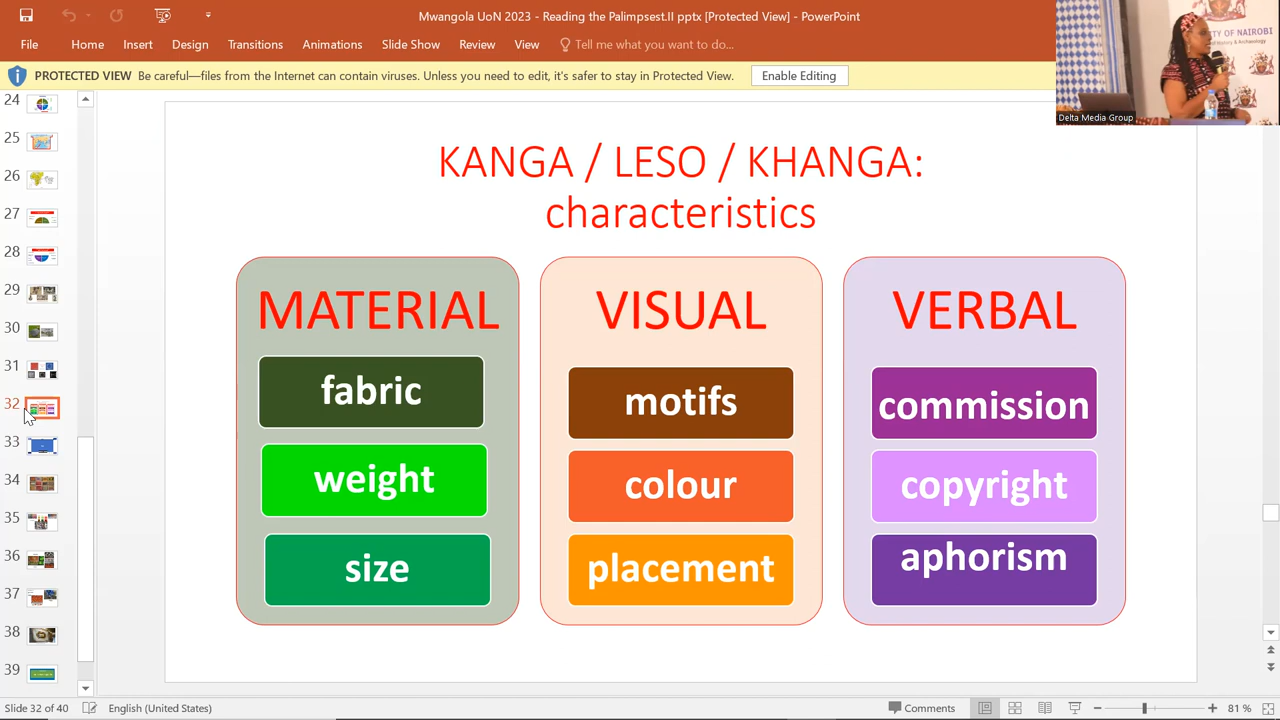 Mwangola UoN 2023 - Reading the Palimpsest.II pptx [Protected View] - PowerPoint
File Home Insert Design Transitions Animations Slide Show Review View Tell me what you want to do...
PROTECTED VIEW Be careful—files from the Internet can contain viruses. Unless you need to edit, it's safer to stay in Protected View. Enable Editing
OF NAIROBI
Delta Media Group
24
25
26
27
28
29
30
31
32
33
34
35
36
37
38
39
KANGA / LESO / KHANGA:
characteristics
MATERIAL
fabric
weight
size
VISUAL
motifs
colour
placement
VERBAL
commission
copyright
aphorism
Slide 32 of 40 English (United States) Comments 81 %